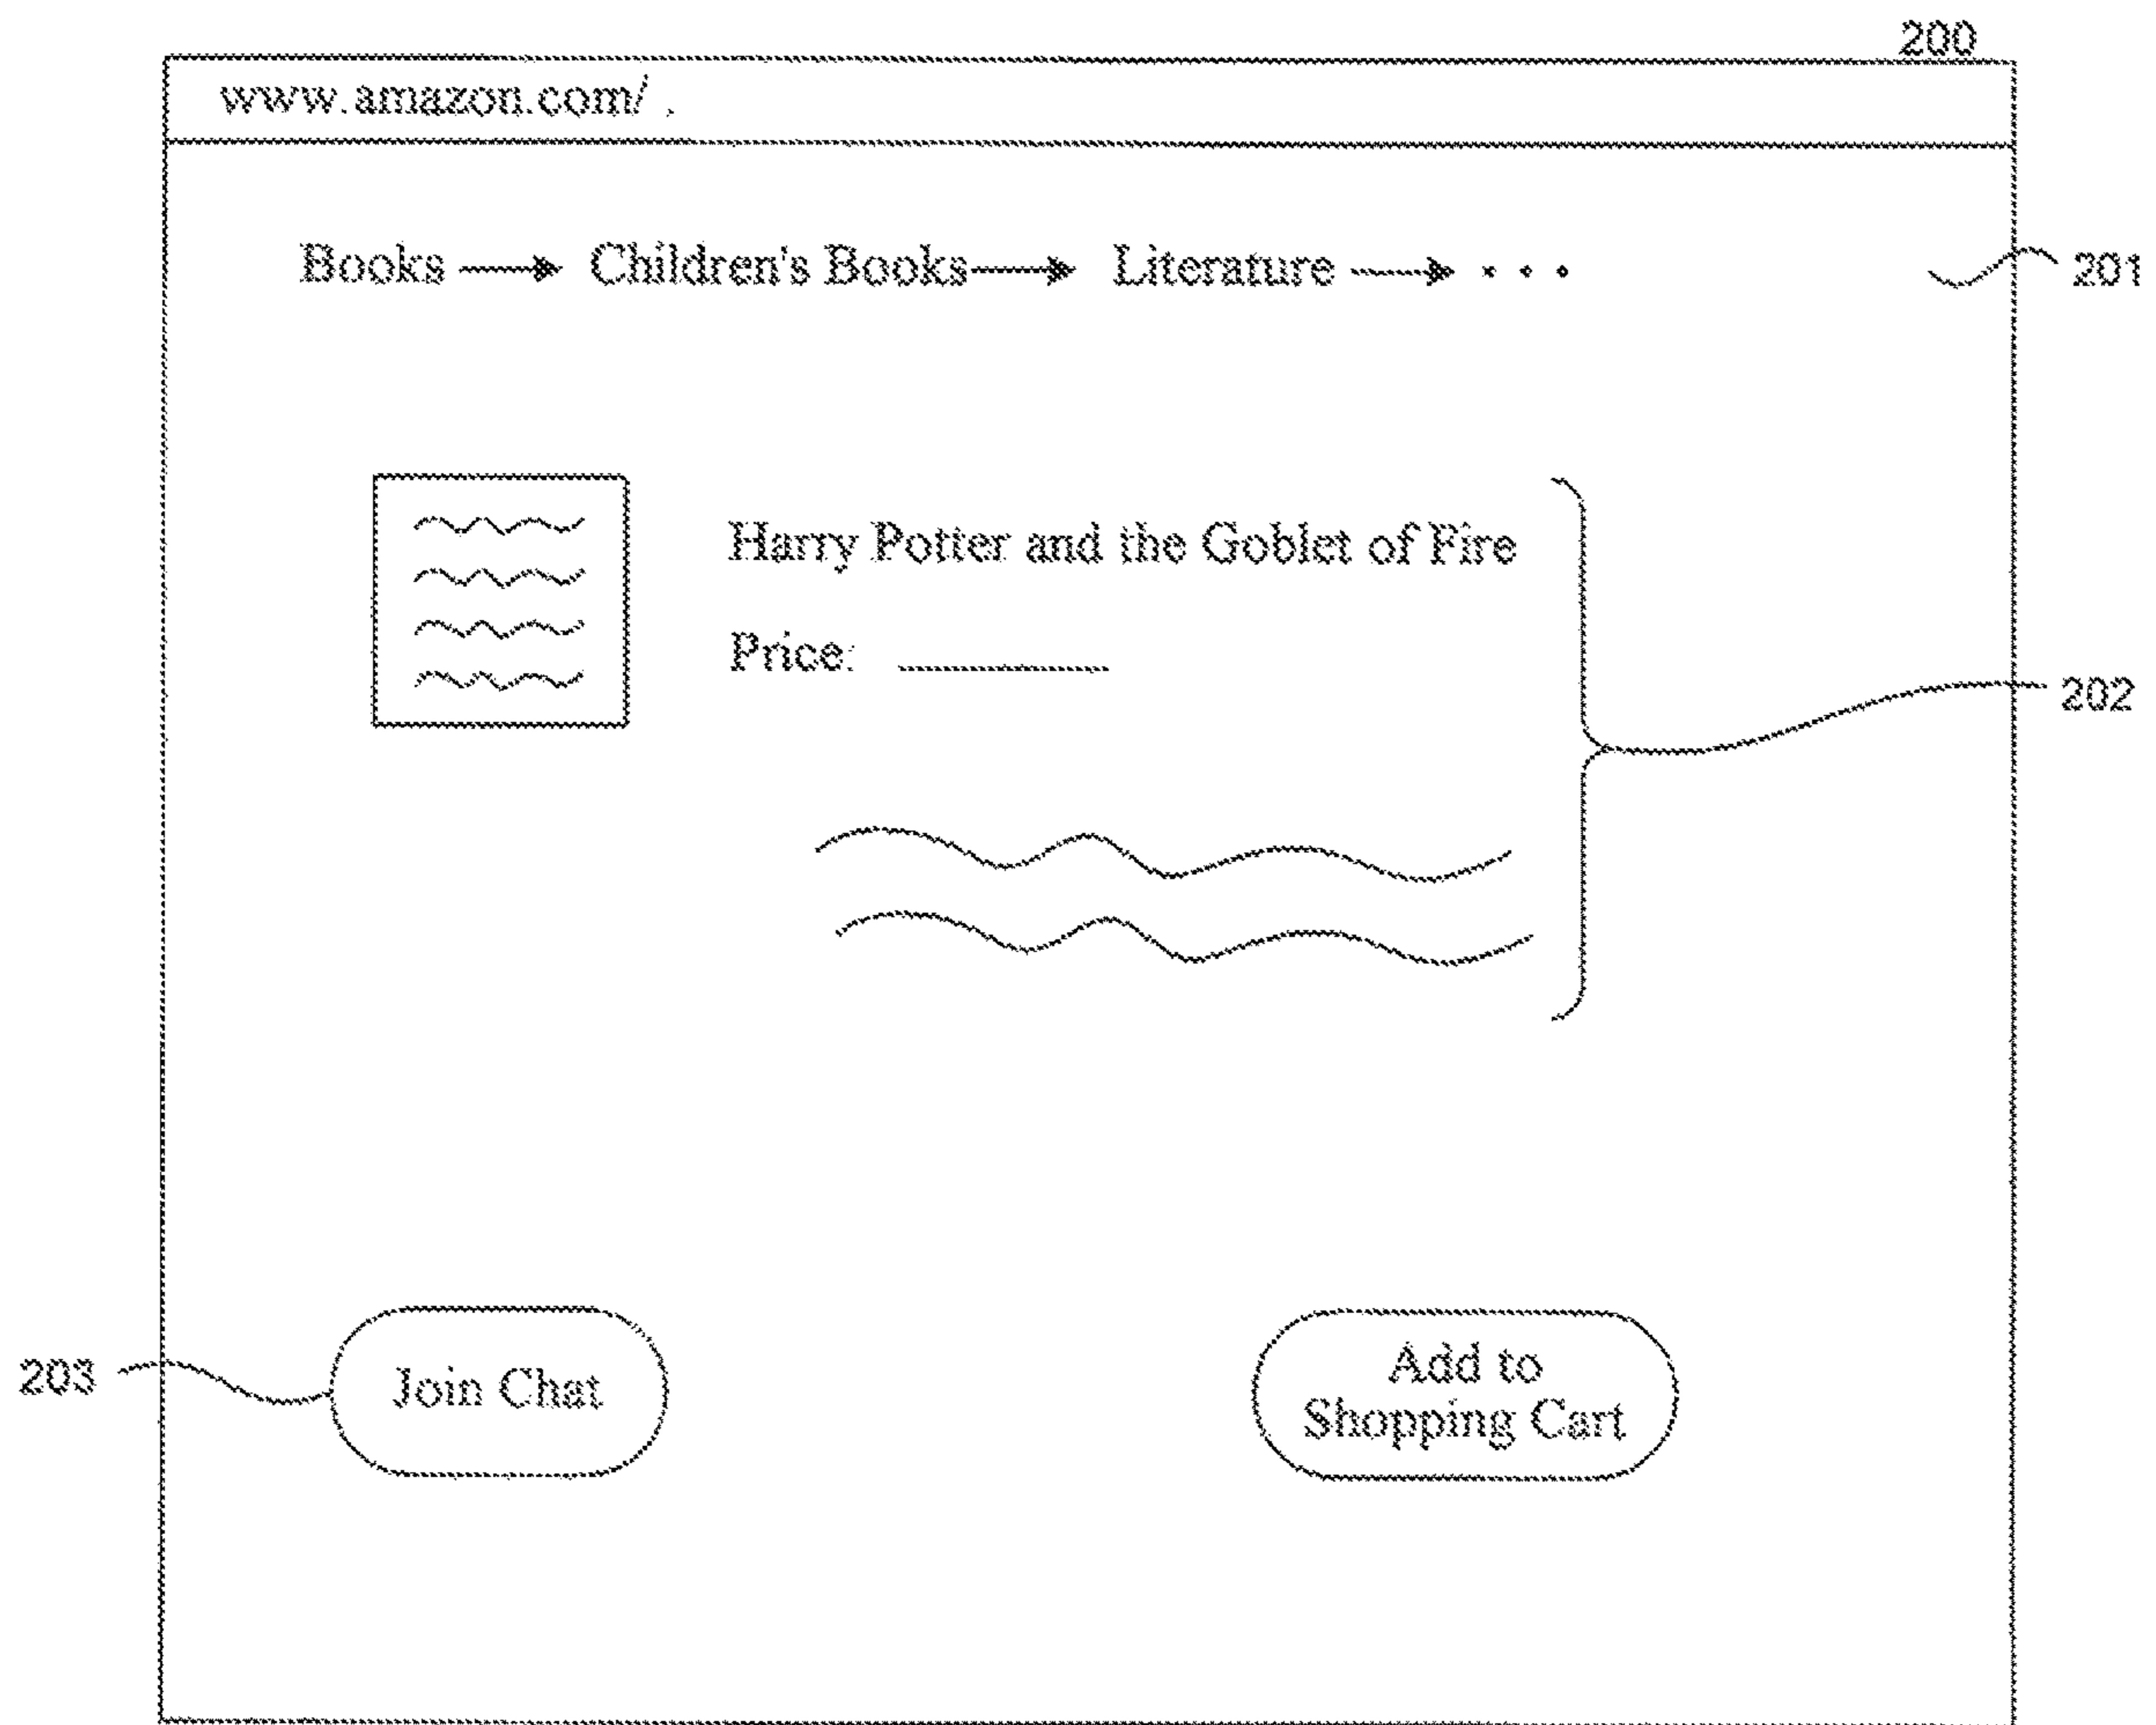 200
www.amazon.com/ .
Books → Children's Books → Literature → . . .
201
Harry Potter and the Goblet of Fire
Price: ________
202
203
Join Chat
Add to
Shopping Cart